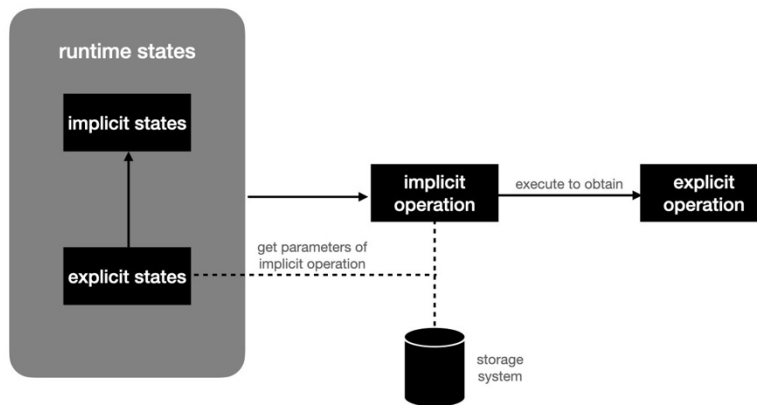 runtime states
implicit states
explicit states
get parameters of
implicit operation
implicit
operation
execute to obtain
explicit
operation
storage
system